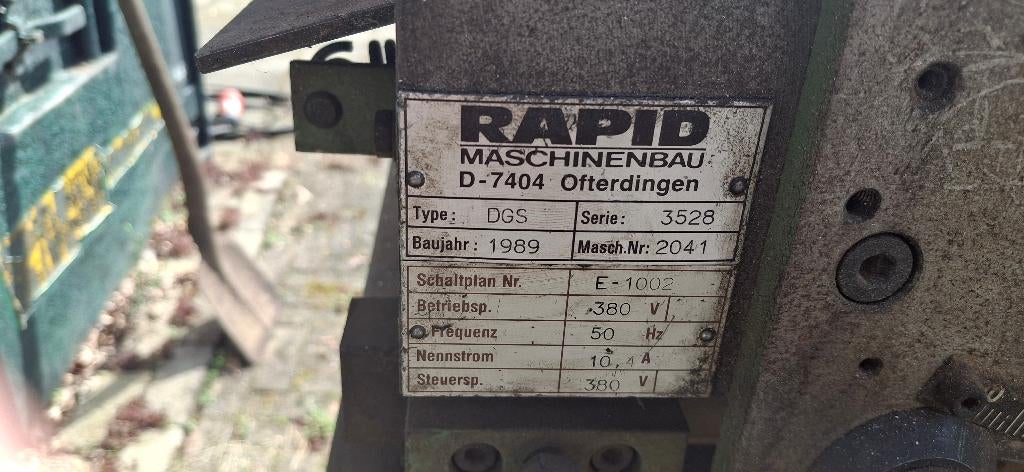 RAPID
MASCHINENBAU
D-7404 Ofterdingen
Type: DGS Serie: 3528
Baujahr: 1989 Masch.Nr: 2041
Schaltplan Nr. E-1002
Betriebsp. 380 V
Frequenz 50 Hz
Nennstrom 10,4 A
Steuersp. 380 V
0